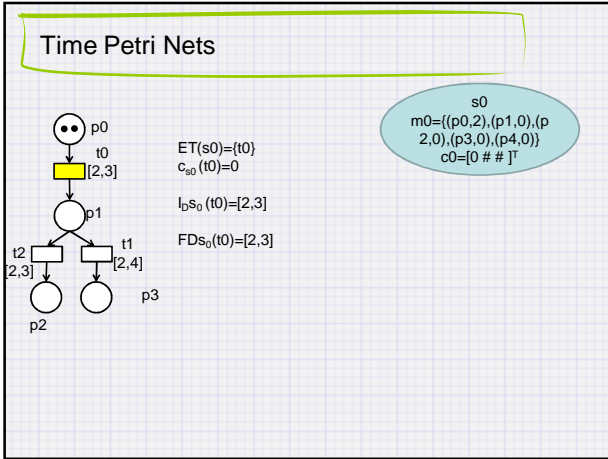 Time Petri Nets
p0
t0
[2,3]
p1
t2
[2,3]
t1
[2,4]
p3
p2
ET(s0)={t0}
cs0(t0)=0
IDs0(t0)=[2,3]
FDs0(t0)=[2,3]
s0
m0={(p0,2),(p1,0),(p
2,0),(p3,0),(p4,0)}
c0=[0 # # ]T